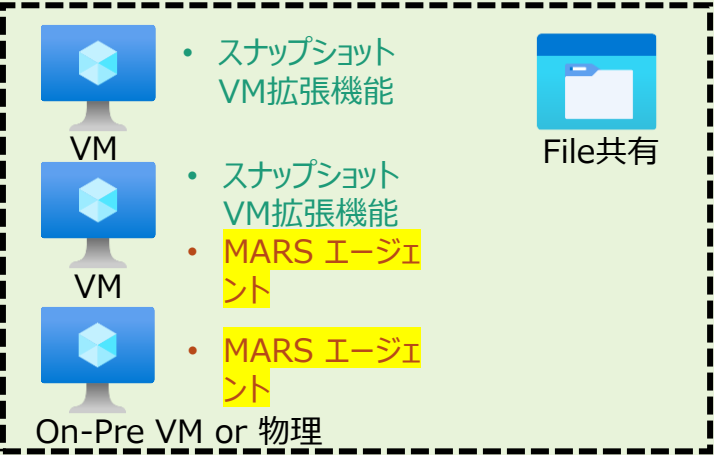 • スナップショット
VM拡張機能
VM
File共有
• スナップショット
VM拡張機能
• MARS エージェ
ント
VM
• MARS エージェ
ント
On-Pre VM or 物理